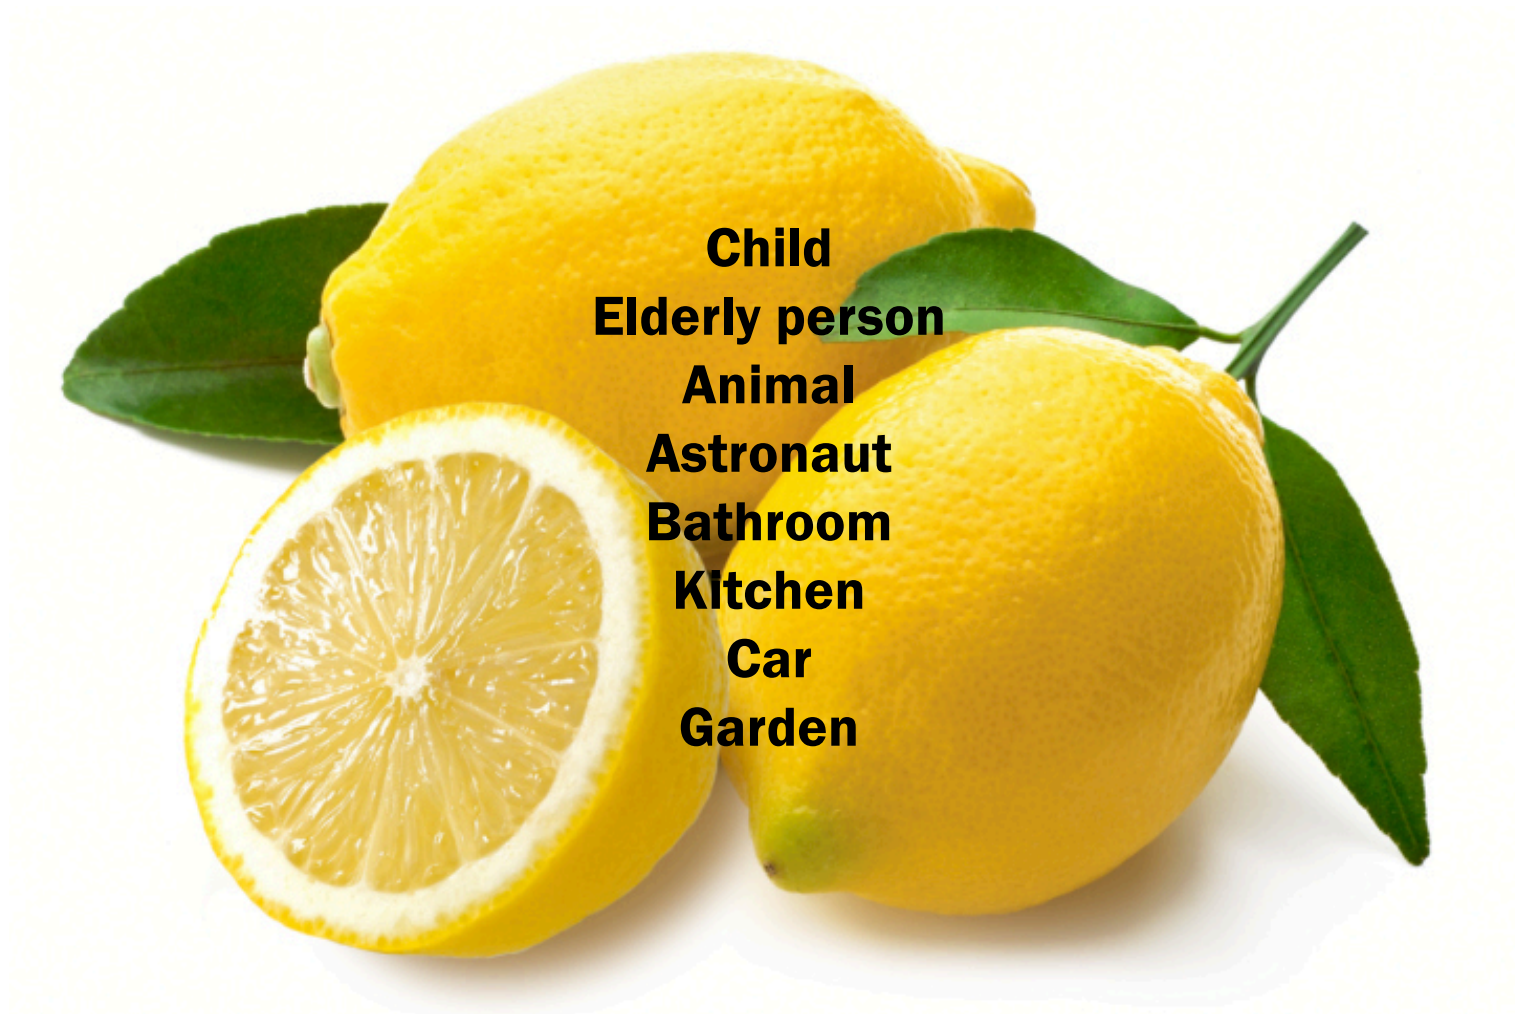 Child
Elderly person
Animal
Astronaut
Bathroom
Kitchen
Car
Garden